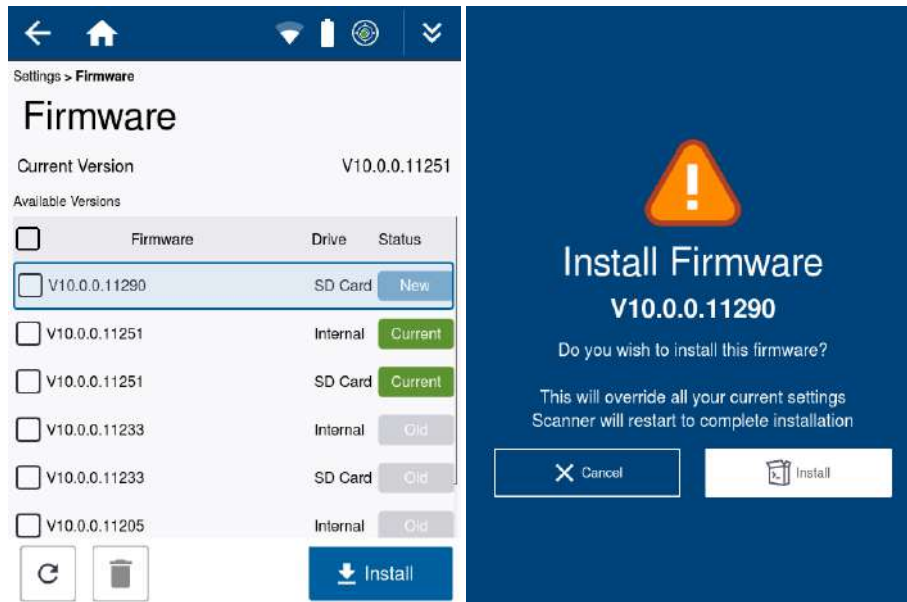 Settings > Firmware
Firmware
Current Version V10.0.0.11251
Available Versions
Firmware Drive Status
V10.0.0.11290 SD Card New
V10.0.0.11251 Internal Current
V10.0.0.11251 SD Card Current
V10.0.0.11233 Internal Old
V10.0.0.11233 SD Card Old
V10.0.0.11205 Internal Old
Install
Install Firmware
V10.0.0.11290
Do you wish to install this firmware?
This will override all your current settings
Scanner will restart to complete installation
Cancel Install